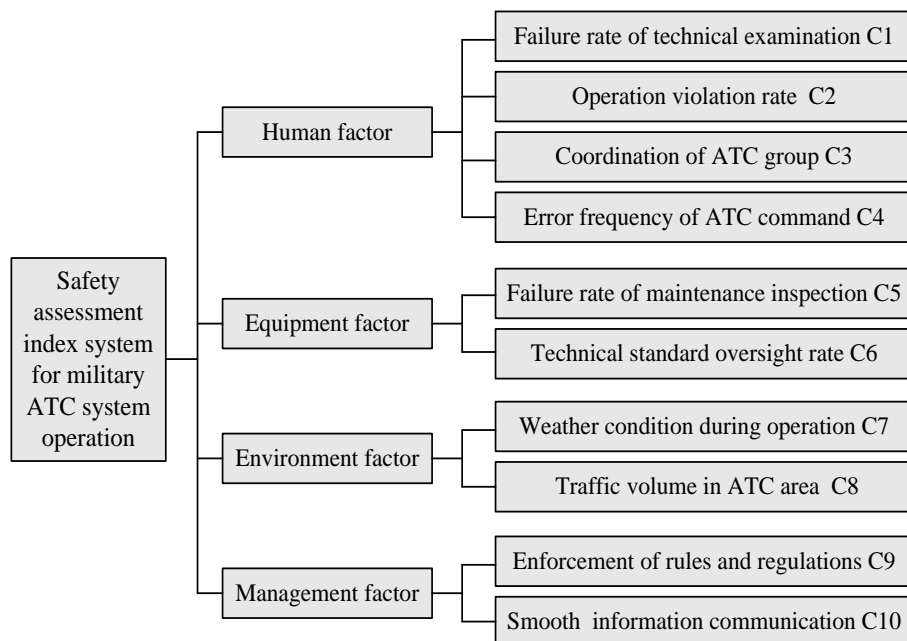 Safety
assessment
index system
for military
ATC system
operation
Human factor
Failure rate of technical examination C1
Operation violation rate C2
Coordination of ATC group C3
Error frequency of ATC command C4
Equipment factor
Failure rate of maintenance inspection C5
Technical standard oversight rate C6
Environment factor
Weather condition during operation C7
Traffic volume in ATC area C8
Management factor
Enforcement of rules and regulations C9
Smooth information communication C10